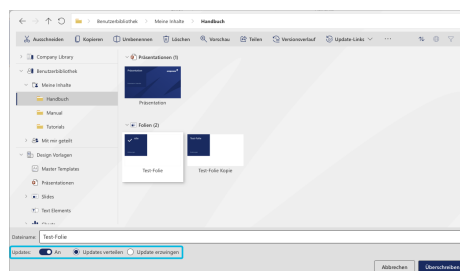 Benutzerbibliothek > Meine Inhalte > Handbuch
Ausschneiden Kopieren Umbenennen Löschen Vorschau Teilen Versionsverlauf Update-Links ...
Company Library
Präsentationen (1)
Benutzerbibliothek
Meine Inhalte
Handbuch
Präsentation
Manual
Tutorials
Folien (2)
Mit mir geteilt
Design Vorlagen
Master Templates
Test-Folie Test-Folie-Kopie
Präsentationen
Slides
Text Elements
Dateiname Test-Folie
Updates: An Updates verteilen Update erzwingen
Abbrechen Überschreiben